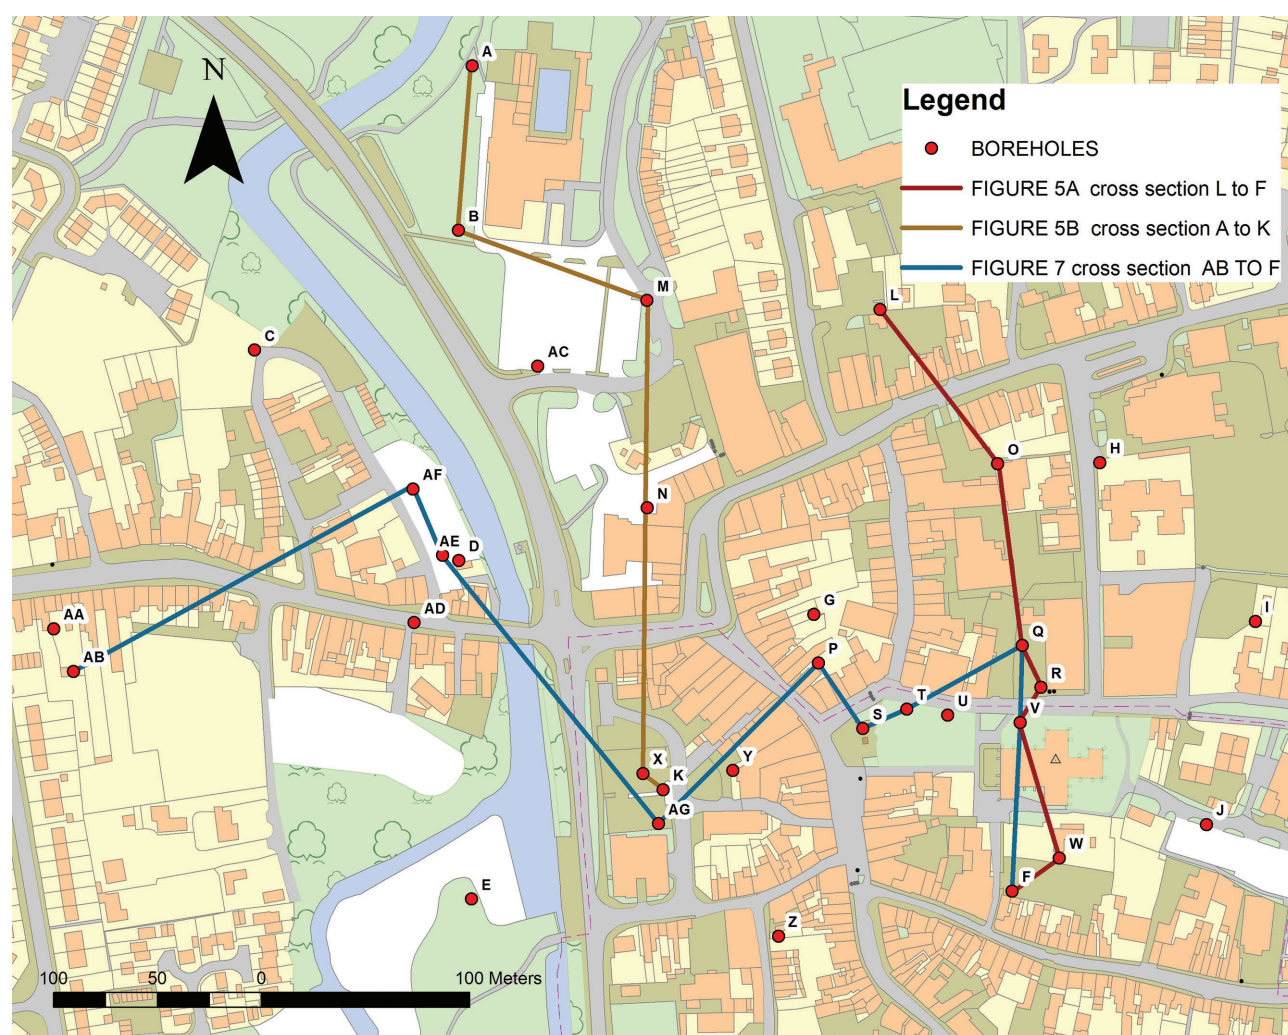 A
N
Legend
BOREHOLES
FIGURE 5A cross section L to F
B
FIGURE 5B cross section A to K
FIGURE 7 cross section AB TO F
M
L
C
AC
O
H
AF
N
AE
D
G
I
AA
AD
Q
P
AB
R
T
U
S
V
X
Y
K
AG
J
W
F
E
Z
100 50 0 100 Meters